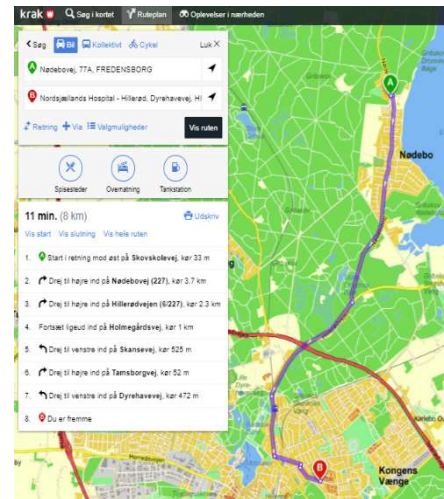 krak Søg i kortet Ruteplan Oplevelser i nærheden
Søg Bil Kollektivt Cykel Luk ✕
A Nødebovej, 77A, FREDENSBORG
B Nordsjællands Hospital - Hillerød, Dyrehavevej, Hi
Retning Via Valgmuligheder Vis ruten
Spisesteder Overnatning Tankstation
11 min. (8 km) Udskriv
Vis start Vis slutning Vis hele ruten
1. Start i retning mod øst på Skovskolevej, kør 33 m
2. Drej til højre ind på Nødebovej (227), kør 3.7 km
3. Drej til højre ind på Hillerødvejen (6/227), kør 2.3 km
4. Fortsæt ligeud ind på Holmegårdsvej, kør 1 km
5. Drej til venstre ind på Skansevej, kør 525 m
6. Drej til højre ind på Tamsborgvej, kør 52 m
7. Drej til venstre ind på Dyrehavevej, kør 472 m
8. Du er fremme
A
Nødebo
B
Kongens
Vænge